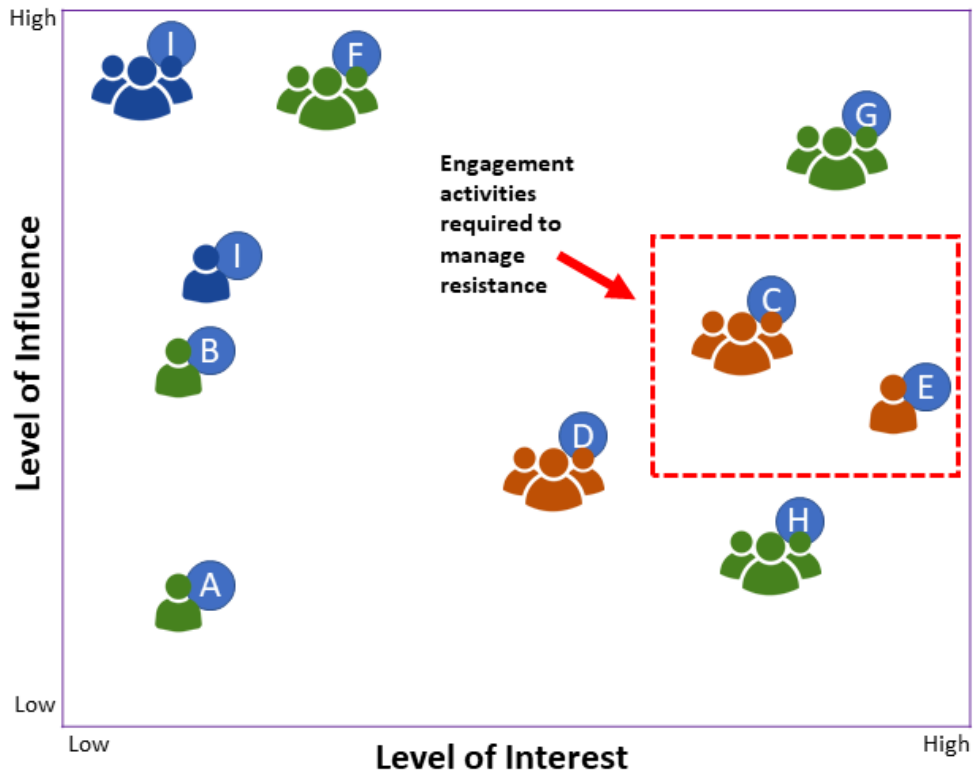 High
I
F
G
Engagement
activities
required to
manage
resistance
Level of Influence
I
C
B
E
D
H
A
Low
Low
High
Level of Interest